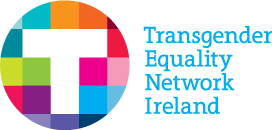 T
Transgender
Equality
Network
Ireland